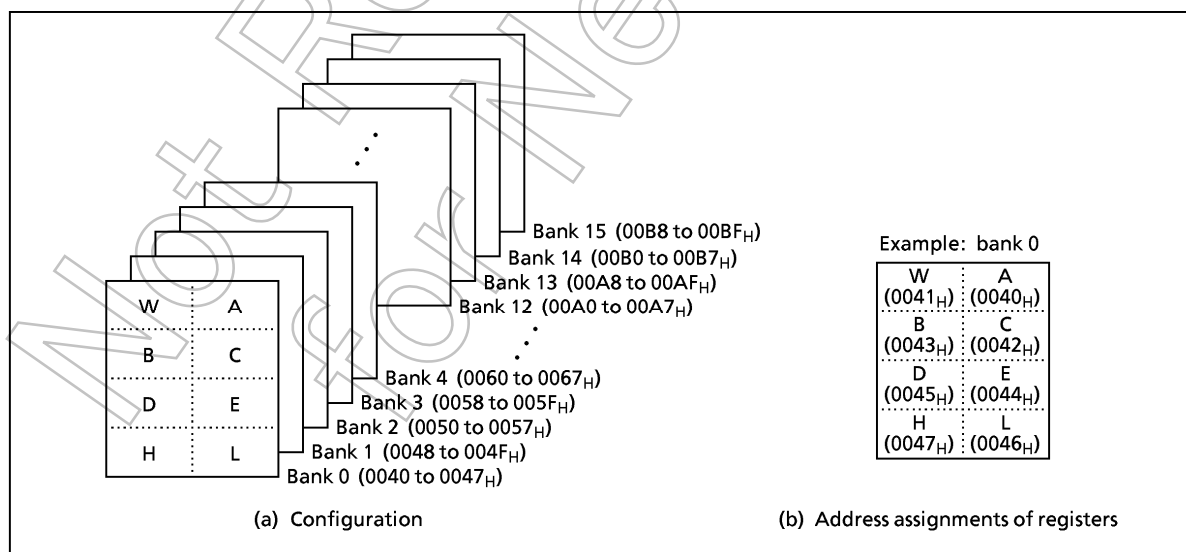 Not R
for Ne
Bank 15 (00B8 to 00BFH)
Bank 14 (00B0 to 00B7H)
Bank 13 (00A8 to 00AFH)
Bank 12 (00A0 to 00A7H)
Bank 4 (0060 to 0067H)
Bank 3 (0058 to 005FH)
Bank 2 (0050 to 0057H)
Bank 1 (0048 to 004FH)
Bank 0 (0040 to 0047H)
W A
B C
D E
H L
(a) Configuration
Example: bank 0
W A
(0041H) (0040H)
B C
(0043H) (0042H)
D E
(0045H) (0044H)
H L
(0047H) (0046H)
(b) Address assignments of registers